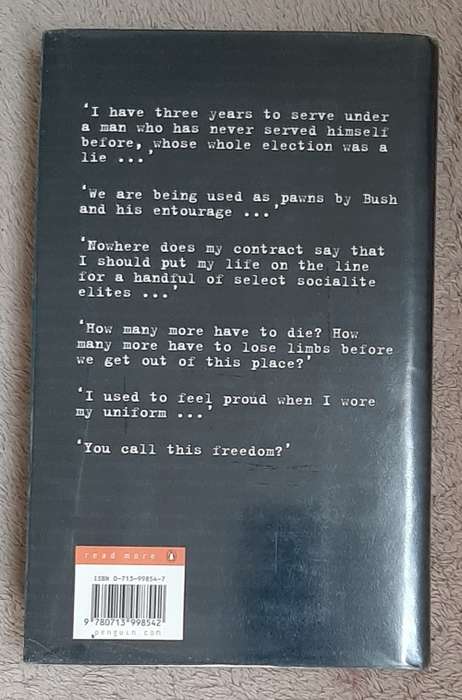 ‘I have three years to serve under
a man who has never served himself
before, whose whole election was a
lie ...’
‘We are being used as pawns by Bush
and his entourage ...’
‘Nowhere does my contract say that
I should put my life on the line
for a handful of select socialite
elites ...’
‘How many more have to die? How
many more have to lose limbs before
we get out of this place?’
‘I used to feel proud when I wore
my uniform ...’
‘You call this freedom?’
read more
ISBN 0-713-99854-7
9 780713 998542
penguin.com